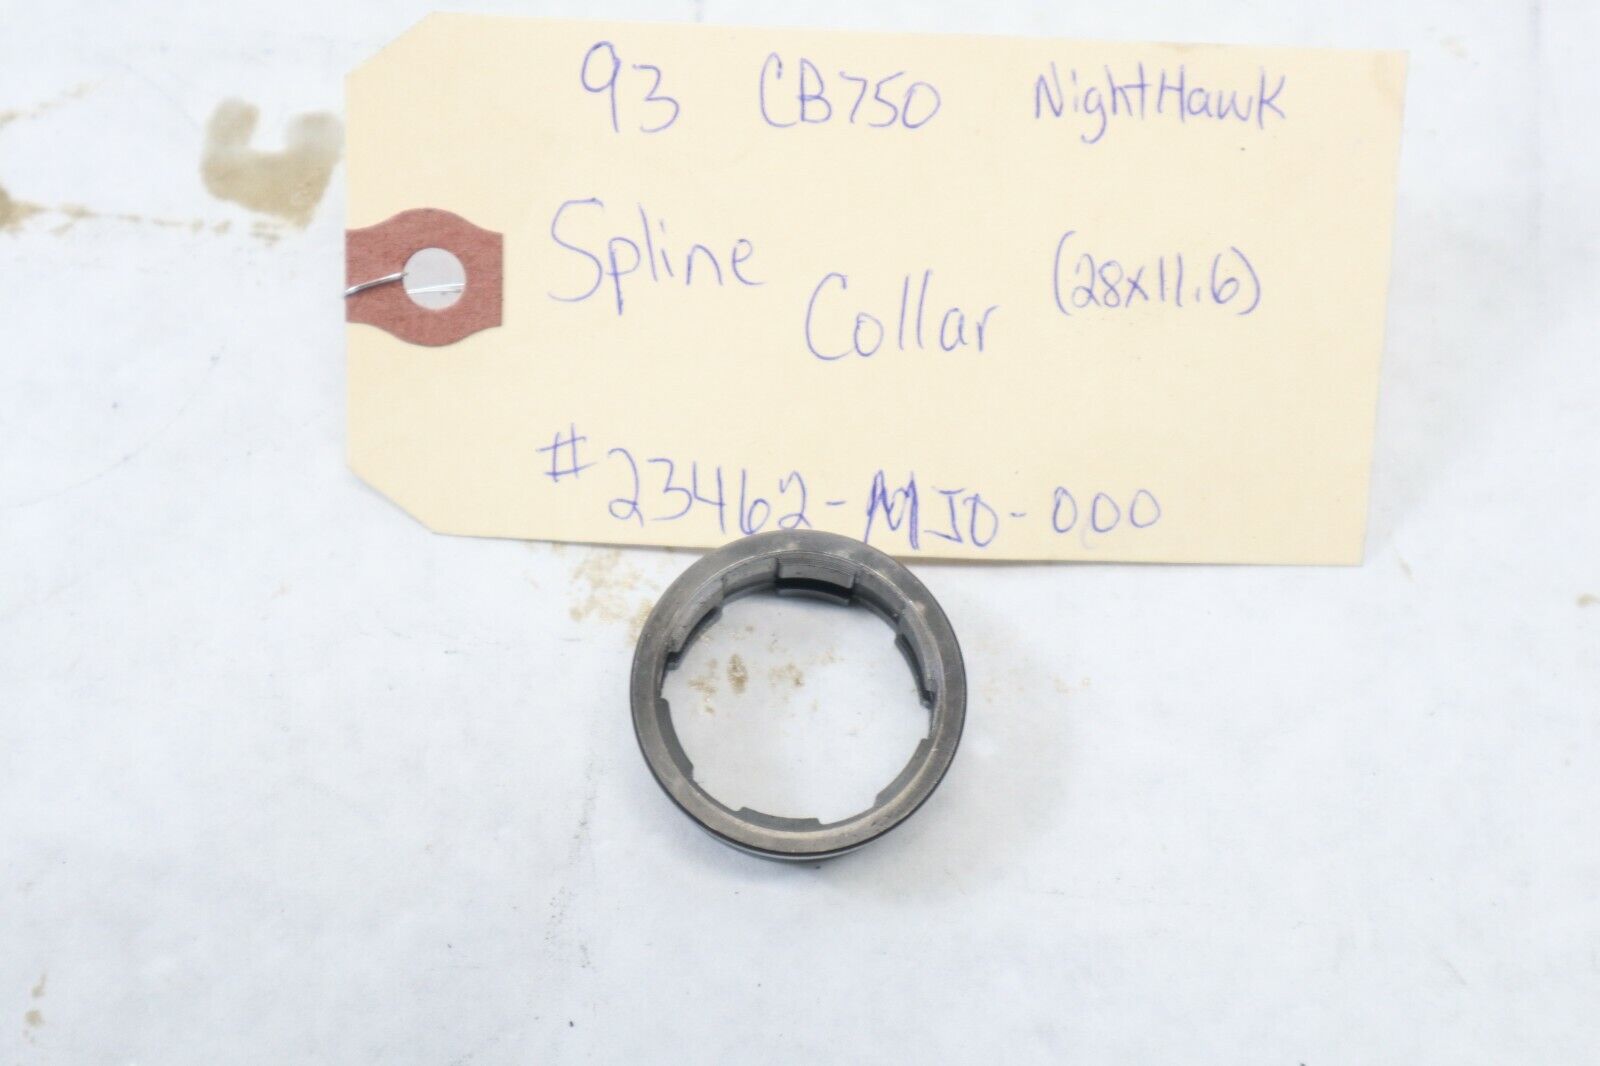 93 CB750 NightHawk
Spline Collar (28x11.6)
#23462-MJ0-000